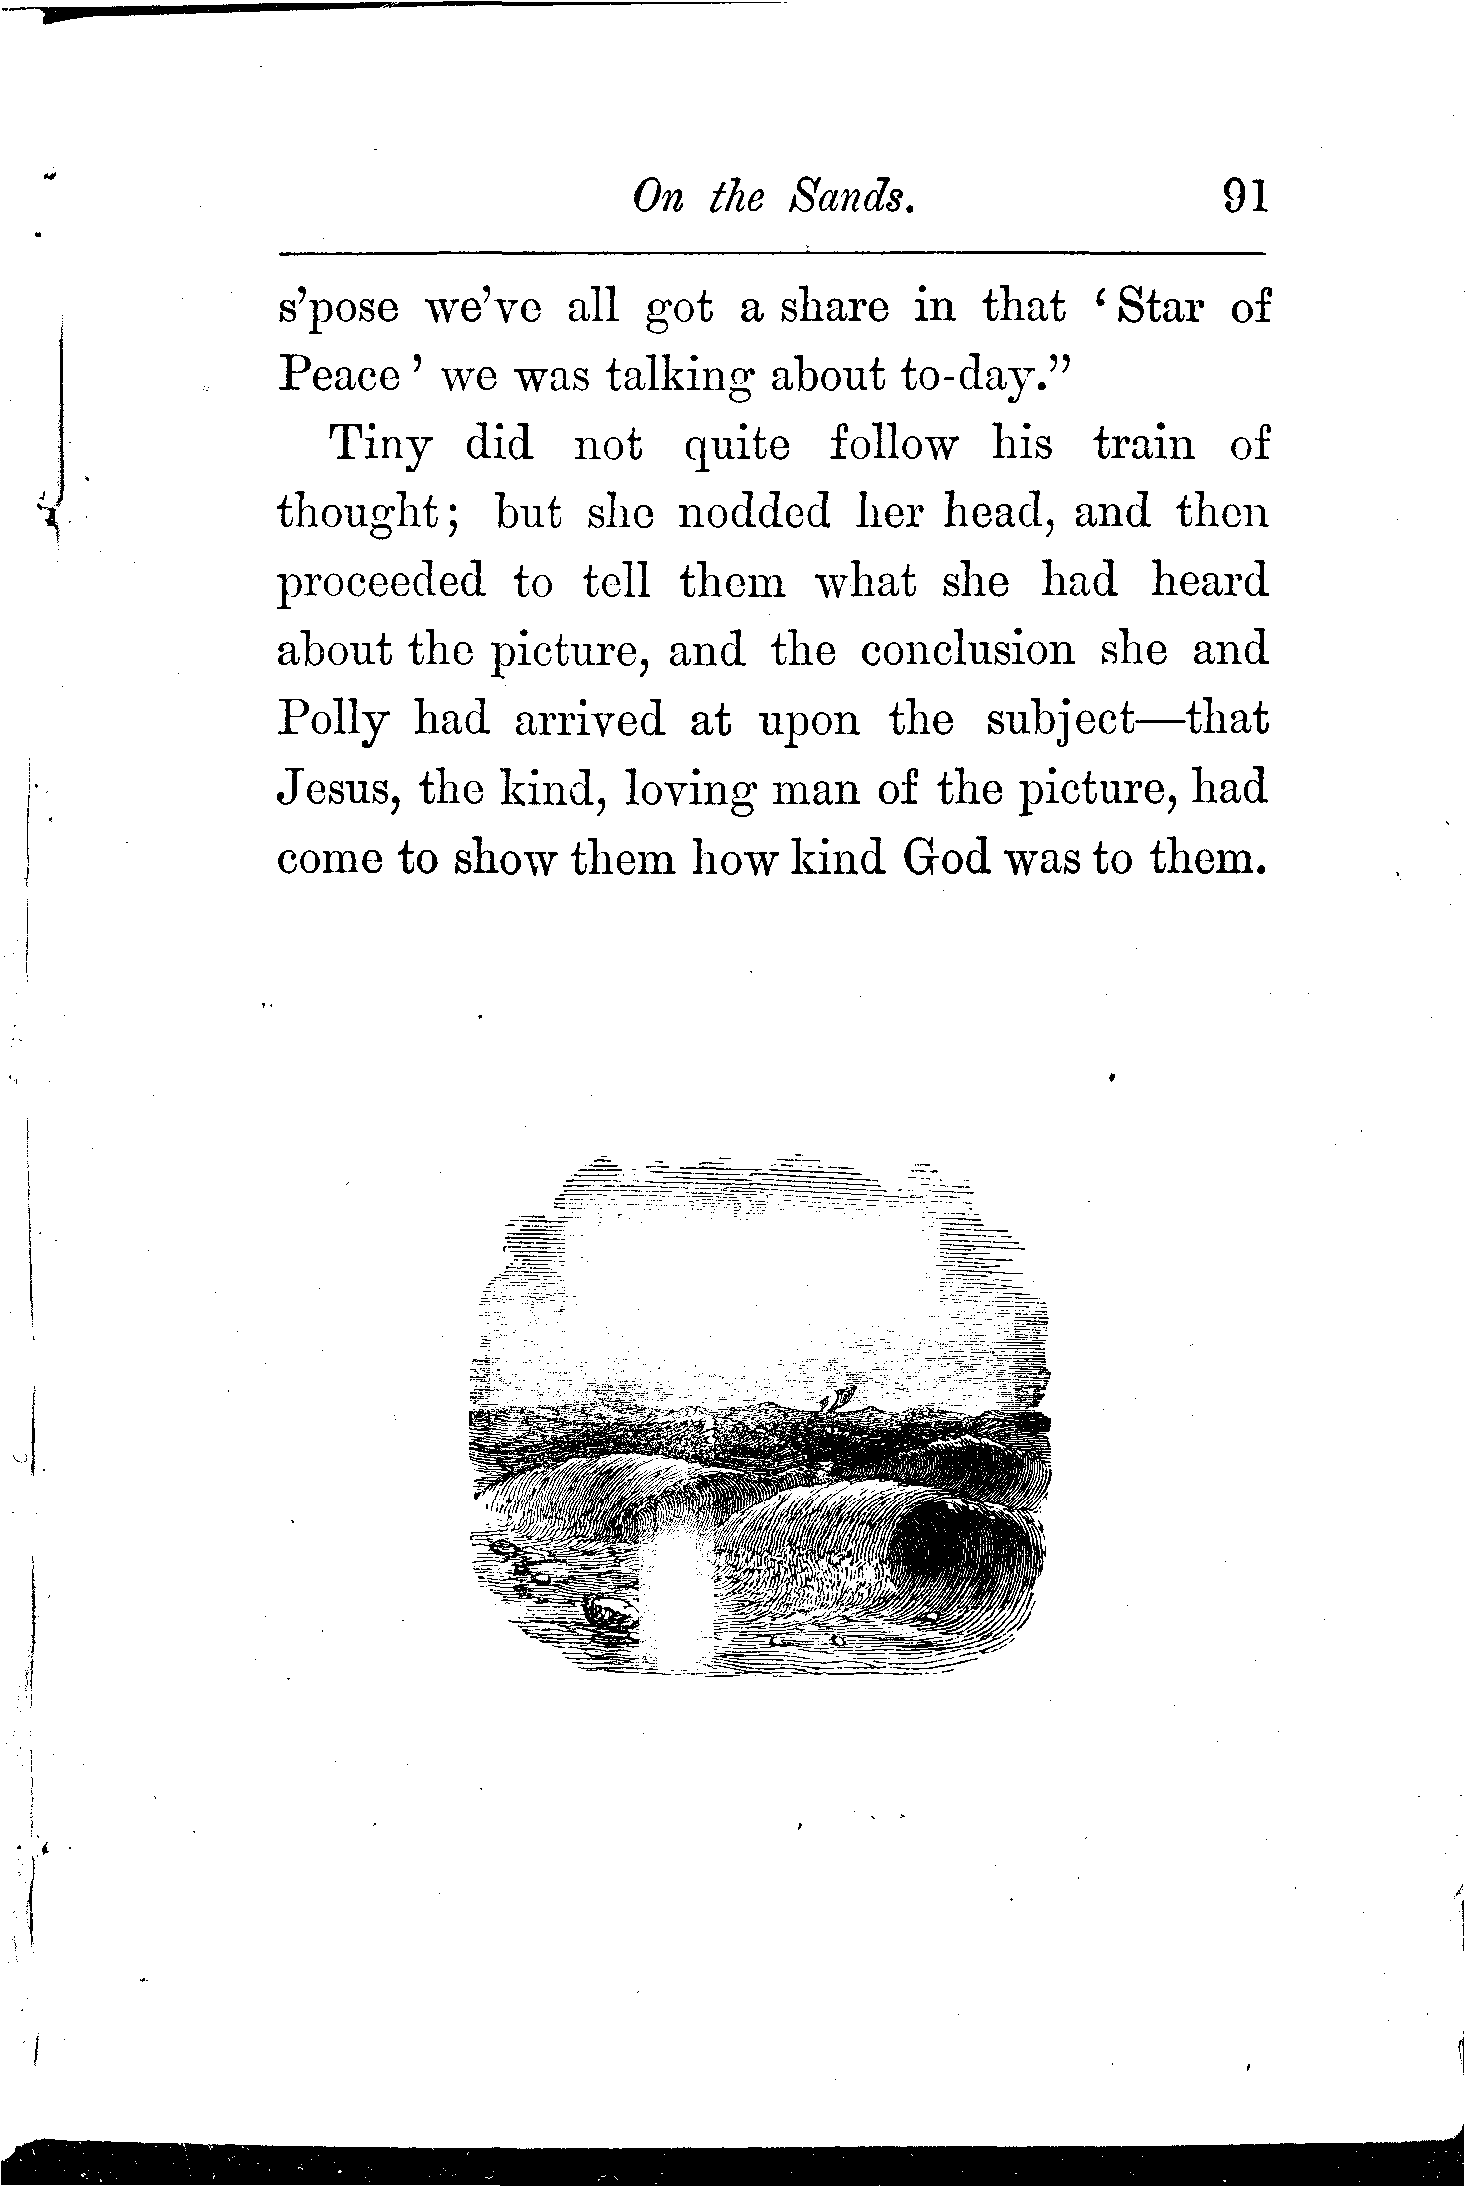 On the Sands. 91
s'pose we've all got a share in that ‘Star of
Peace’ we was talking about to-day.”
Tiny did not quite follow his train of
thought; but she nodded her head, and then
proceeded to tell them what she had heard
about the picture, and the conclusion she and
Polly had arrived at upon the subject—that
Jesus, the kind, loving man of the picture, had
come to show them how kind God was to them.